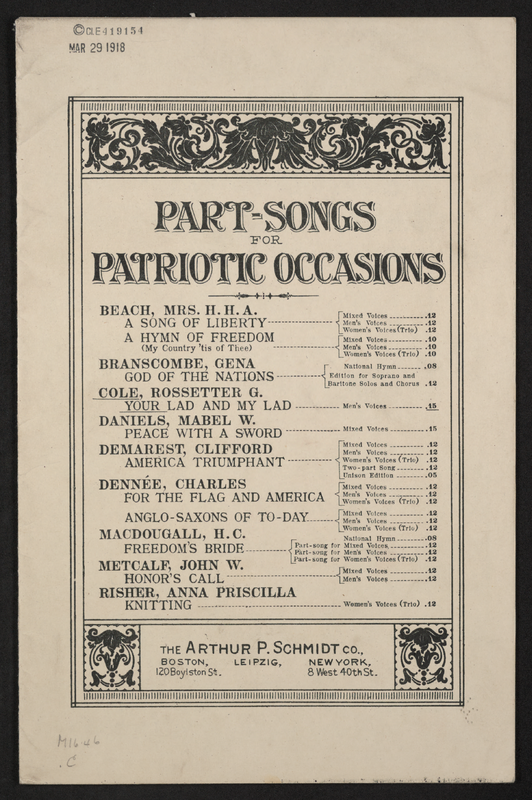 ©CLE419154
MAR 29 1918
PART-SONGS
FOR
PATRIOTIC OCCASIONS
BEACH, MRS. H. H. A.
A SONG OF LIBERTY Mixed Voices .12
Men's Voices .12
Women's Voices (Trio) .12
A HYMN OF FREEDOM Mixed Voices .10
(My Country 'tis of Thee) Men's Voices .10
Women's Voices (Trio) .10
BRANSCOMBE, GENA National Hymn .08
GOD OF THE NATIONS Edition for Soprano and
Baritone Solos and Chorus .12
COLE, ROSSETTER G.
YOUR LAD AND MY LAD Men's Voices .15
DANIELS, MABEL W.
PEACE WITH A SWORD Mixed Voices .15
DEMAREST, CLIFFORD Mixed Voices .12
Men's Voices .12
AMERICA TRIUMPHANT Women's Voices (Trio) .12
Two-part Song .12
Unison Edition .05
DENNÉE, CHARLES Mixed Voices .12
FOR THE FLAG AND AMERICA Men's Voices .12
Women's Voices (Trio) .12
ANGLO-SAXONS OF TO-DAY Mixed Voices .12
Men's Voices .12
Women's Voices (Trio) .12
MACDOUGALL, H. C. National Hymn .08
FREEDOM'S BRIDE Part-song for Mixed Voices .12
Part-song for Men's Voices .12
Part-song for Women's Voices (Trio) .12
METCALF, JOHN W. Mixed Voices .12
HONOR'S CALL Men's Voices .12
RISHER, ANNA PRISCILLA
KNITTING Women's Voices (Trio) .12
THE ARTHUR P. SCHMIDT CO.,
BOSTON, LEIPZIG, NEW YORK,
120 Boylston St. 8 West 40th St.
M1646
.C